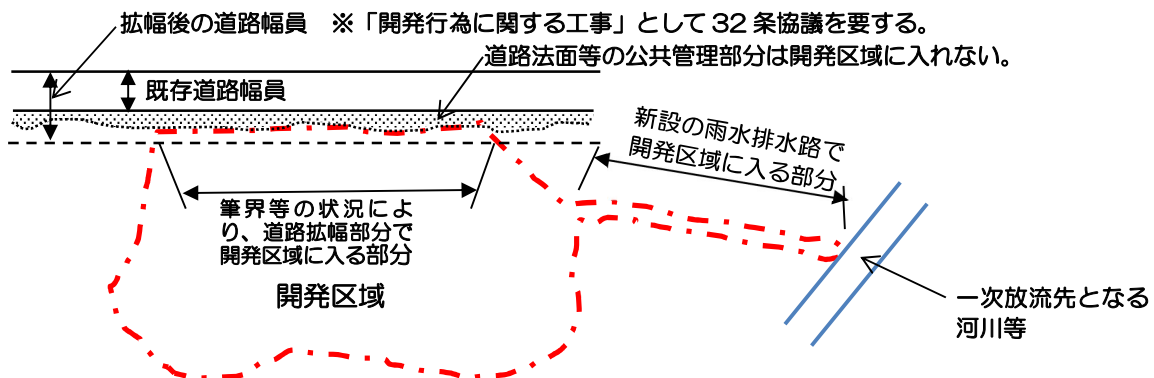 拡幅後の道路幅員　※「開発行為に関する工事」として 32 条協議を要する。
道路法面等の公共管理部分は開発区域に入れない。
既存道路幅員
新設の雨水排水路で
開発区域に入る部分
筆界等の状況によ
り、道路拡幅部分で
開発区域に入る部分
開発区域
一次放流先となる
河川等